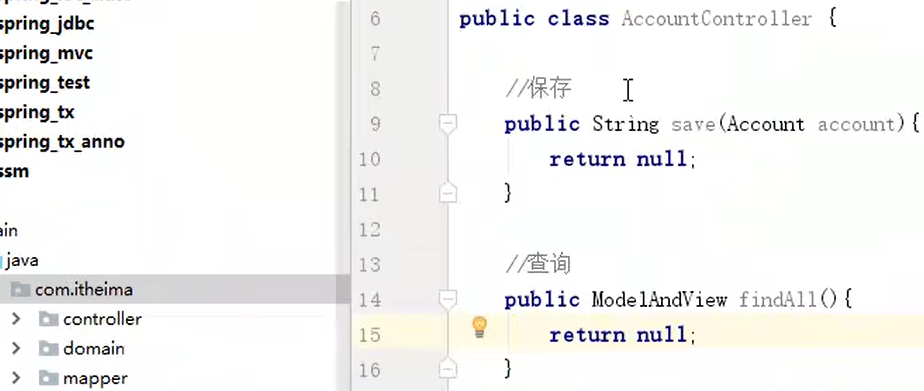 spring_jdbc
spring_mvc
spring_test
spring_tx
spring_tx_anno
ssm
ain
java
com.itheima
controller
domain
mapper
6 public class AccountController {
7
8 //保存
9 public String save(Account account){
10 return null;
11 }
12
13 //查询
14 public ModelAndView findAll(){
15 return null;
16 }